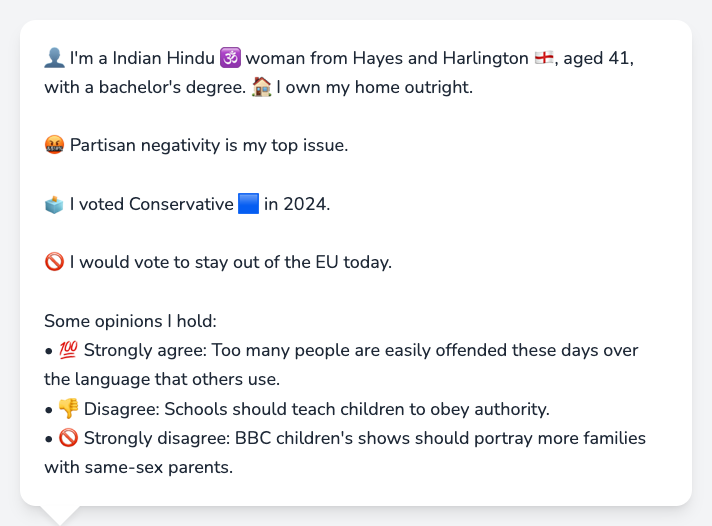 👤 I'm a Indian Hindu 🕉️ woman from Hayes and Harlington 🏴󠁧󠁢󠁥󠁮󠁧󠁿, aged 41,
with a bachelor's degree. 🏠 I own my home outright.
🤬 Partisan negativity is my top issue.
🗳️ I voted Conservative 🟦 in 2024.
🚫 I would vote to stay out of the EU today.
Some opinions I hold:
• 💯 Strongly agree: Too many people are easily offended these days over
the language that others use.
• 👎 Disagree: Schools should teach children to obey authority.
• 🚫 Strongly disagree: BBC children's shows should portray more families
with same-sex parents.